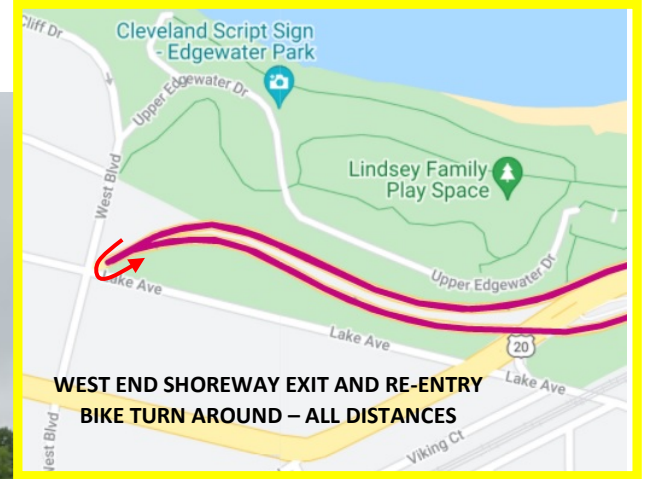 Cliff Dr
Cleveland Script Sign
- Edgewater Park
Upper Edgewater Dr
West Blvd
Lindsey Family
Play Space
Upper Edgewater Dr
Lake Ave
Lake Ave
20
Lake Ave
WEST END SHOREWAY EXIT AND RE-ENTRY
BIKE TURN AROUND – ALL DISTANCES
West Blvd
Viking Ct